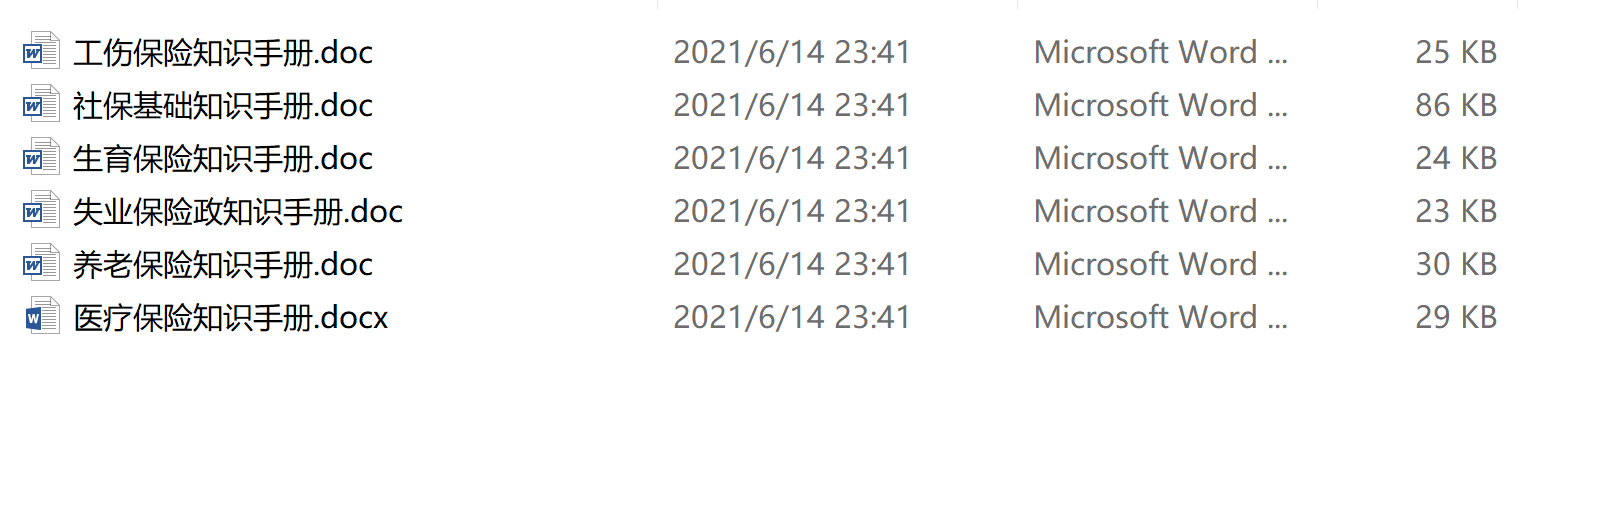 工伤保险知识手册.doc 2021/6/14 23:41 Microsoft Word ... 25 KB
社保基础知识手册.doc 2021/6/14 23:41 Microsoft Word ... 86 KB
生育保险知识手册.doc 2021/6/14 23:41 Microsoft Word ... 24 KB
失业保险政知识手册.doc 2021/6/14 23:41 Microsoft Word ... 23 KB
养老保险知识手册.doc 2021/6/14 23:41 Microsoft Word ... 30 KB
医疗保险知识手册.docx 2021/6/14 23:41 Microsoft Word ... 29 KB